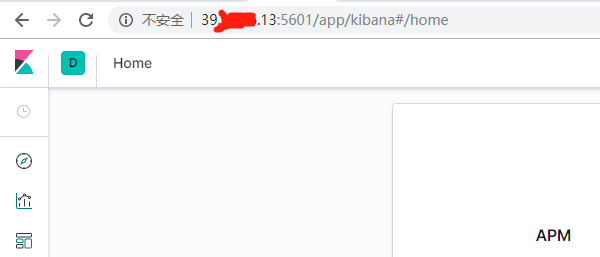 不安全 39. .13:5601/app/kibana#/home
D Home
APM